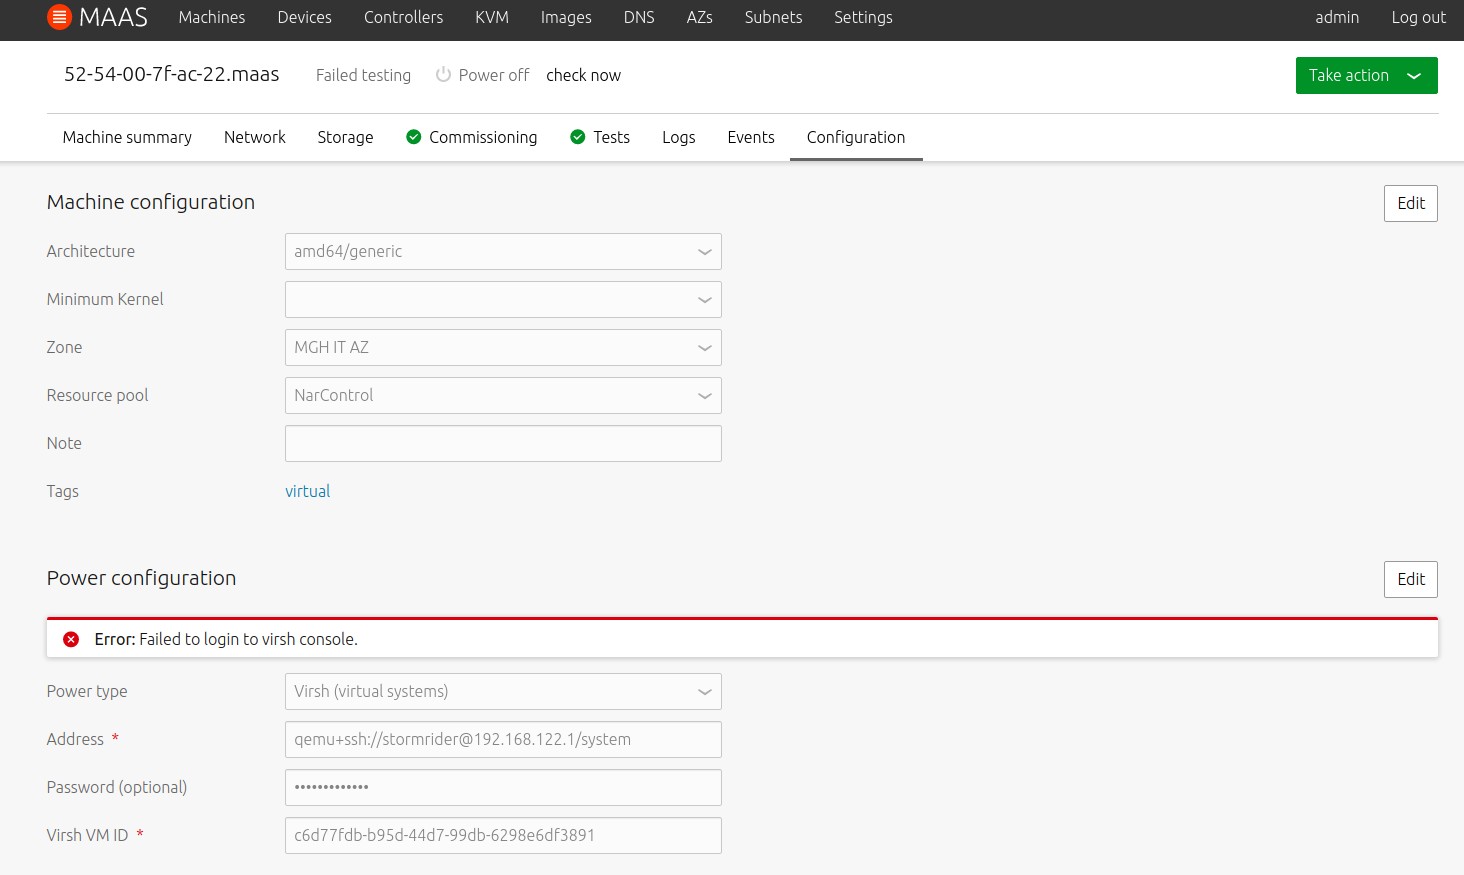 MAAS Machines Devices Controllers KVM Images DNS AZs Subnets Settings admin Log out
52-54-00-7f-ac-22.maas Failed testing Power off check now Take action
Machine summary Network Storage Commissioning Tests Logs Events Configuration
Machine configuration Edit
Architecture amd64/generic
Minimum Kernel
Zone MGH IT AZ
Resource pool NarControl
Note
Tags virtual
Power configuration Edit
Error: Failed to login to virsh console.
Power type Virsh (virtual systems)
Address * qemu+ssh://stormrider@192.168.122.1/system
Password (optional) •••••••••••••
Virsh VM ID * c6d77fdb-b95d-44d7-99db-6298e6df3891